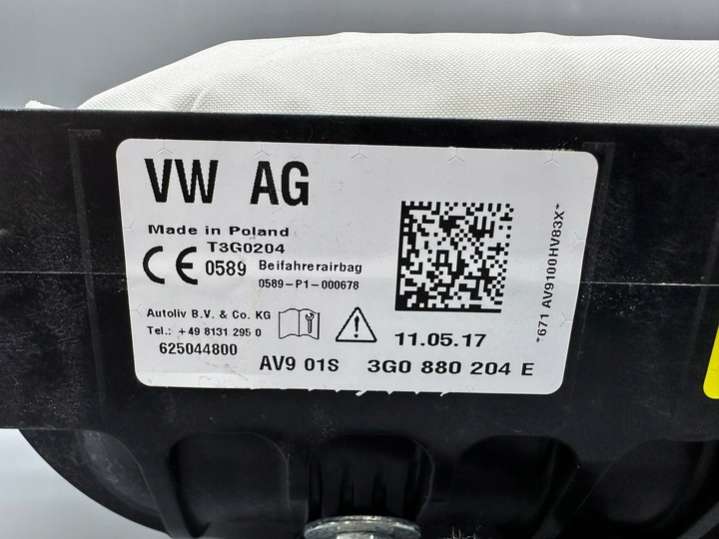 VW AG
Made in Poland
T3G0204
CE 0589 Beifahrerairbag
0589-P1-000678
Autoliv B.V. & Co. KG
Tel.: +49 8131 295 0
625044800
11.05.17
AV9 01S 3G0 880 204 E
*671 AV9100HV83X*